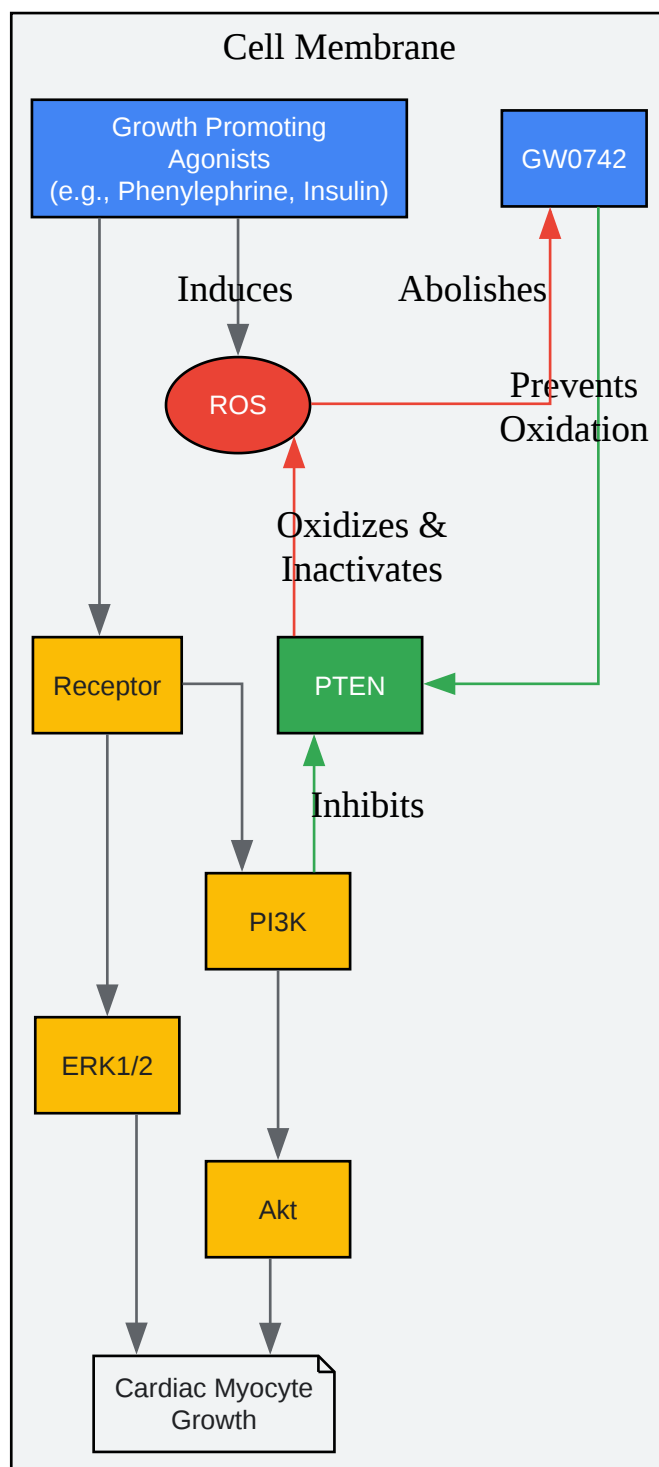 Cell Membrane
Growth Promoting
Agonists
(e.g., Phenylephrine, Insulin)
GW0742
Induces
Abolishes
ROS
Prevents
Oxidation
Oxidizes &
Inactivates
Receptor
PTEN
Inhibits
PI3K
ERK1/2
Akt
Cardiac Myocyte
Growth